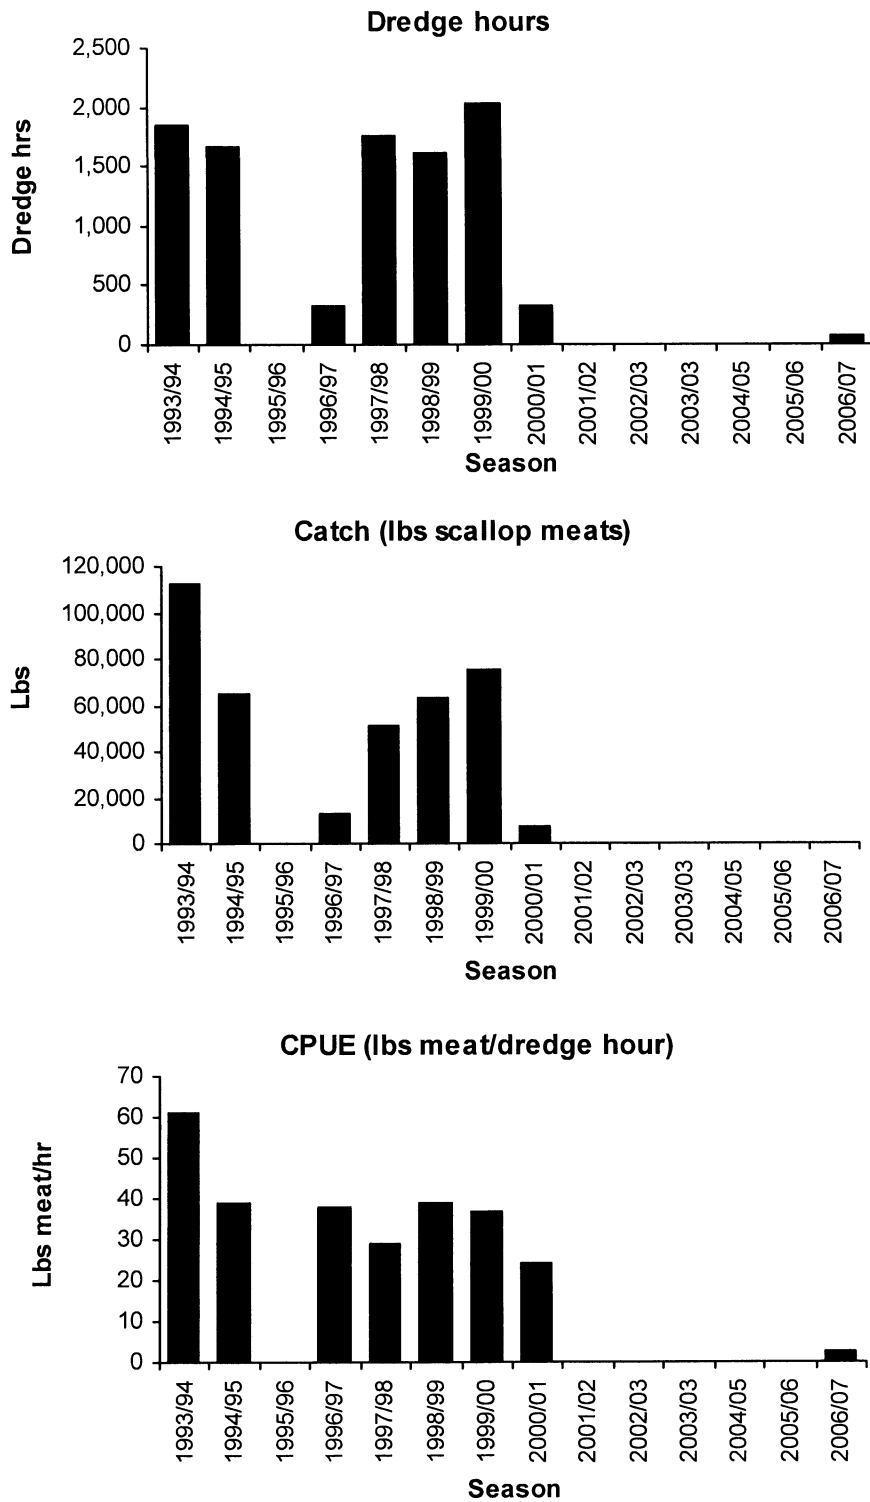 Dredge hours
2,500
2,000
1,500
1,000
500
0
Dredge hrs
1993/94 1994/95 1995/96 1996/97 1997/98 1998/99 1999/00 2000/01 2001/02 2002/03 2003/03 2004/05 2005/06 2006/07
Season
Catch (lbs scallop meats)
120,000
100,000
80,000
60,000
40,000
20,000
0
Lbs
1993/94 1994/95 1995/96 1996/97 1997/98 1998/99 1999/00 2000/01 2001/02 2002/03 2003/03 2004/05 2005/06 2006/07
Season
CPUE (lbs meat/dredge hour)
70
60
50
40
30
20
10
0
Lbs meat/hr
1993/94 1994/95 1995/96 1996/97 1997/98 1998/99 1999/00 2000/01 2001/02 2002/03 2003/03 2004/05 2005/06 2006/07
Season